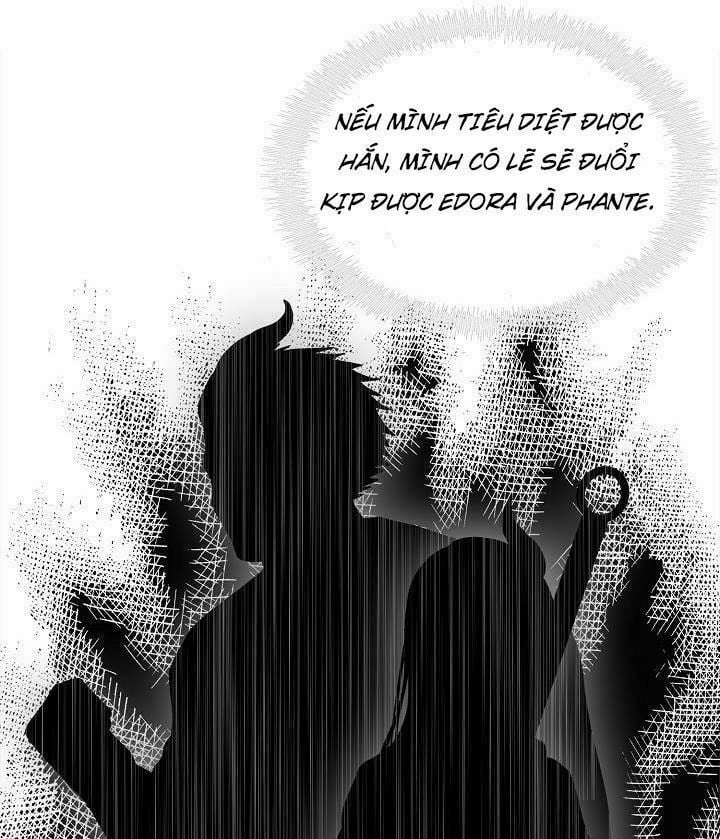 NẾU MÌNH TIÊU DIỆT ĐƯỢC
HẮN, MÌNH CÓ LẼ SẼ ĐUỔI
KỊP ĐƯỢC EDORA VÀ PHANTE.